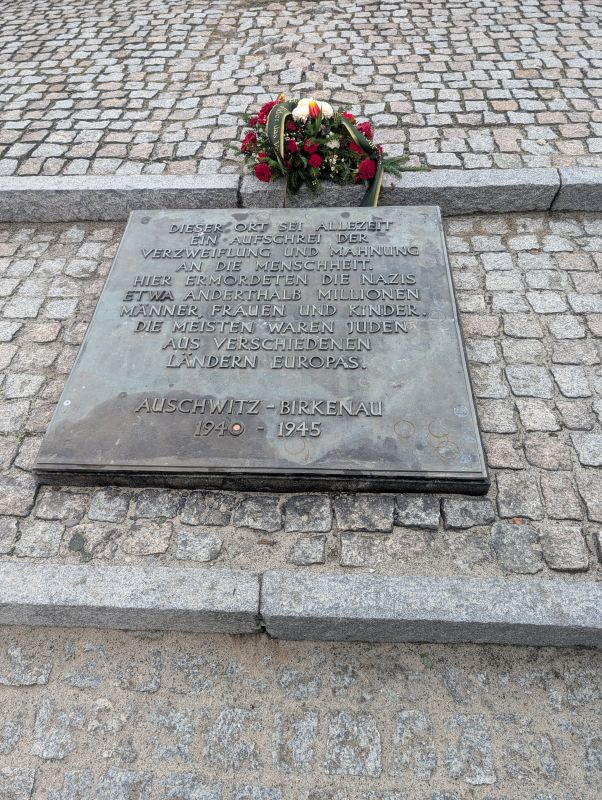 DIESER ORT SEI ALLEZEIT
EIN AUFSCHREI DER
VERZWEIFLUNG UND MAHNUNG
AN DIE MENSCHHEIT.
HIER ERMORDETEN DIE NAZIS
ETWA ANDERTHALB MILLIONEN
MÄNNER, FRAUEN UND KINDER.
DIE MEISTEN WAREN JUDEN
AUS VERSCHIEDENEN
LÄNDERN EUROPAS.
AUSCHWITZ - BIRKENAU
1940 - 1945